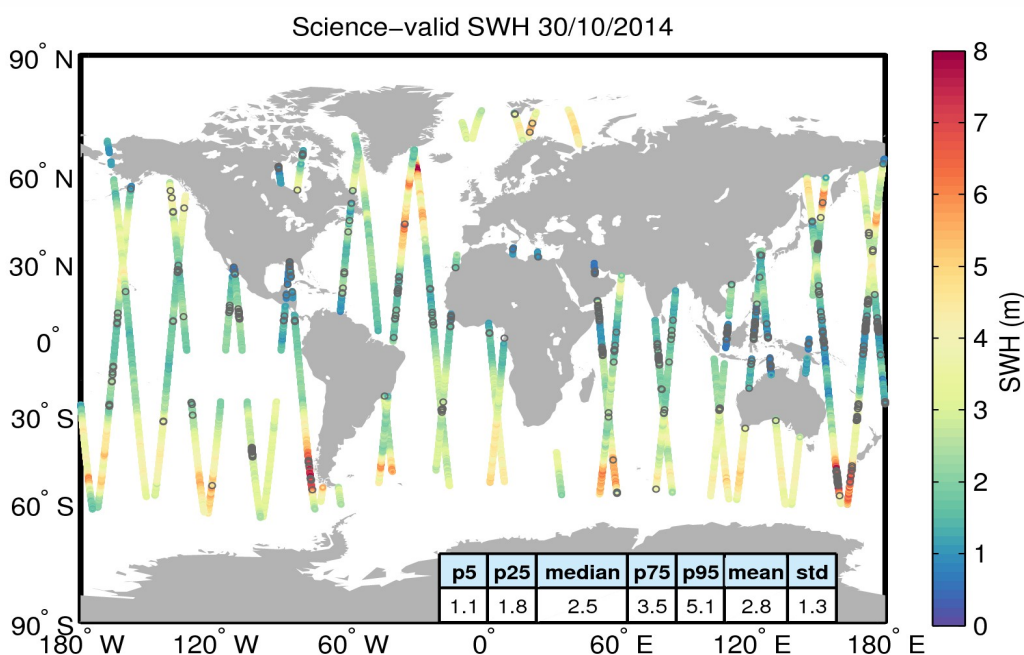 Science−valid SWH 30/10/2014
90° N
60° N
30° N
0°
30° S
60° S
90° S
180° W
120° W
60° W
0°
60° E
120° E
180° E
p5 p25 median p75 p95 mean std
1.1 1.8 2.5 3.5 5.1 2.8 1.3
8
7
6
5
4
3
2
1
0
SWH (m)